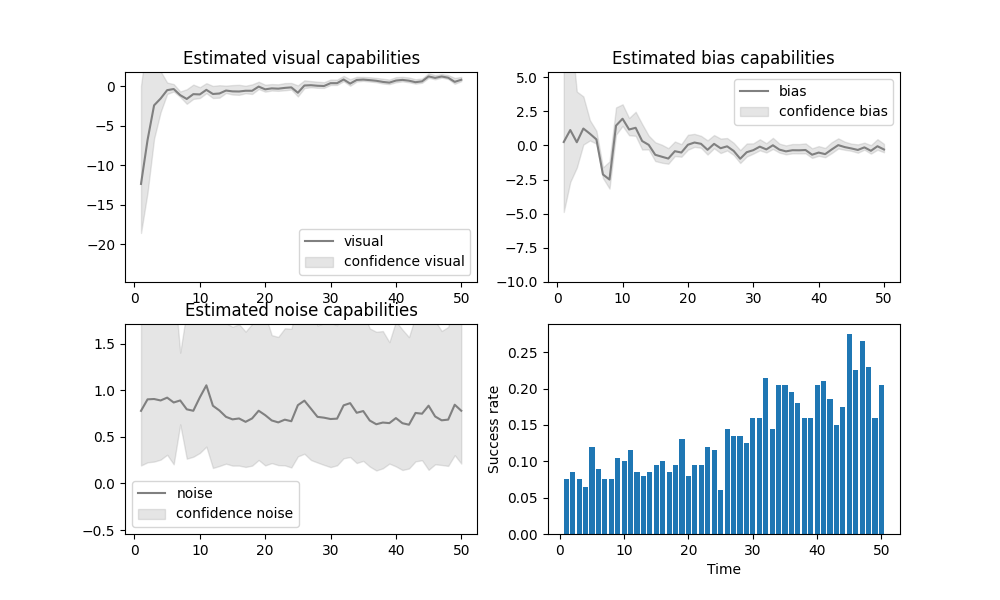 Estimated visual capabilities
0
−5
−10
−15
−20
visual
confidence visual
0 10 20 30 40 50
Estimated bias capabilities
5.0
2.5
0.0
−2.5
−5.0
−7.5
−10.0
bias
confidence bias
0 10 20 30 40 50
Estimated noise capabilities
1.5
1.0
0.5
0.0
−0.5
noise
confidence noise
0 10 20 30 40 50
Success rate
0.25
0.20
0.15
0.10
0.05
0.00
0 10 20 30 40 50
Time